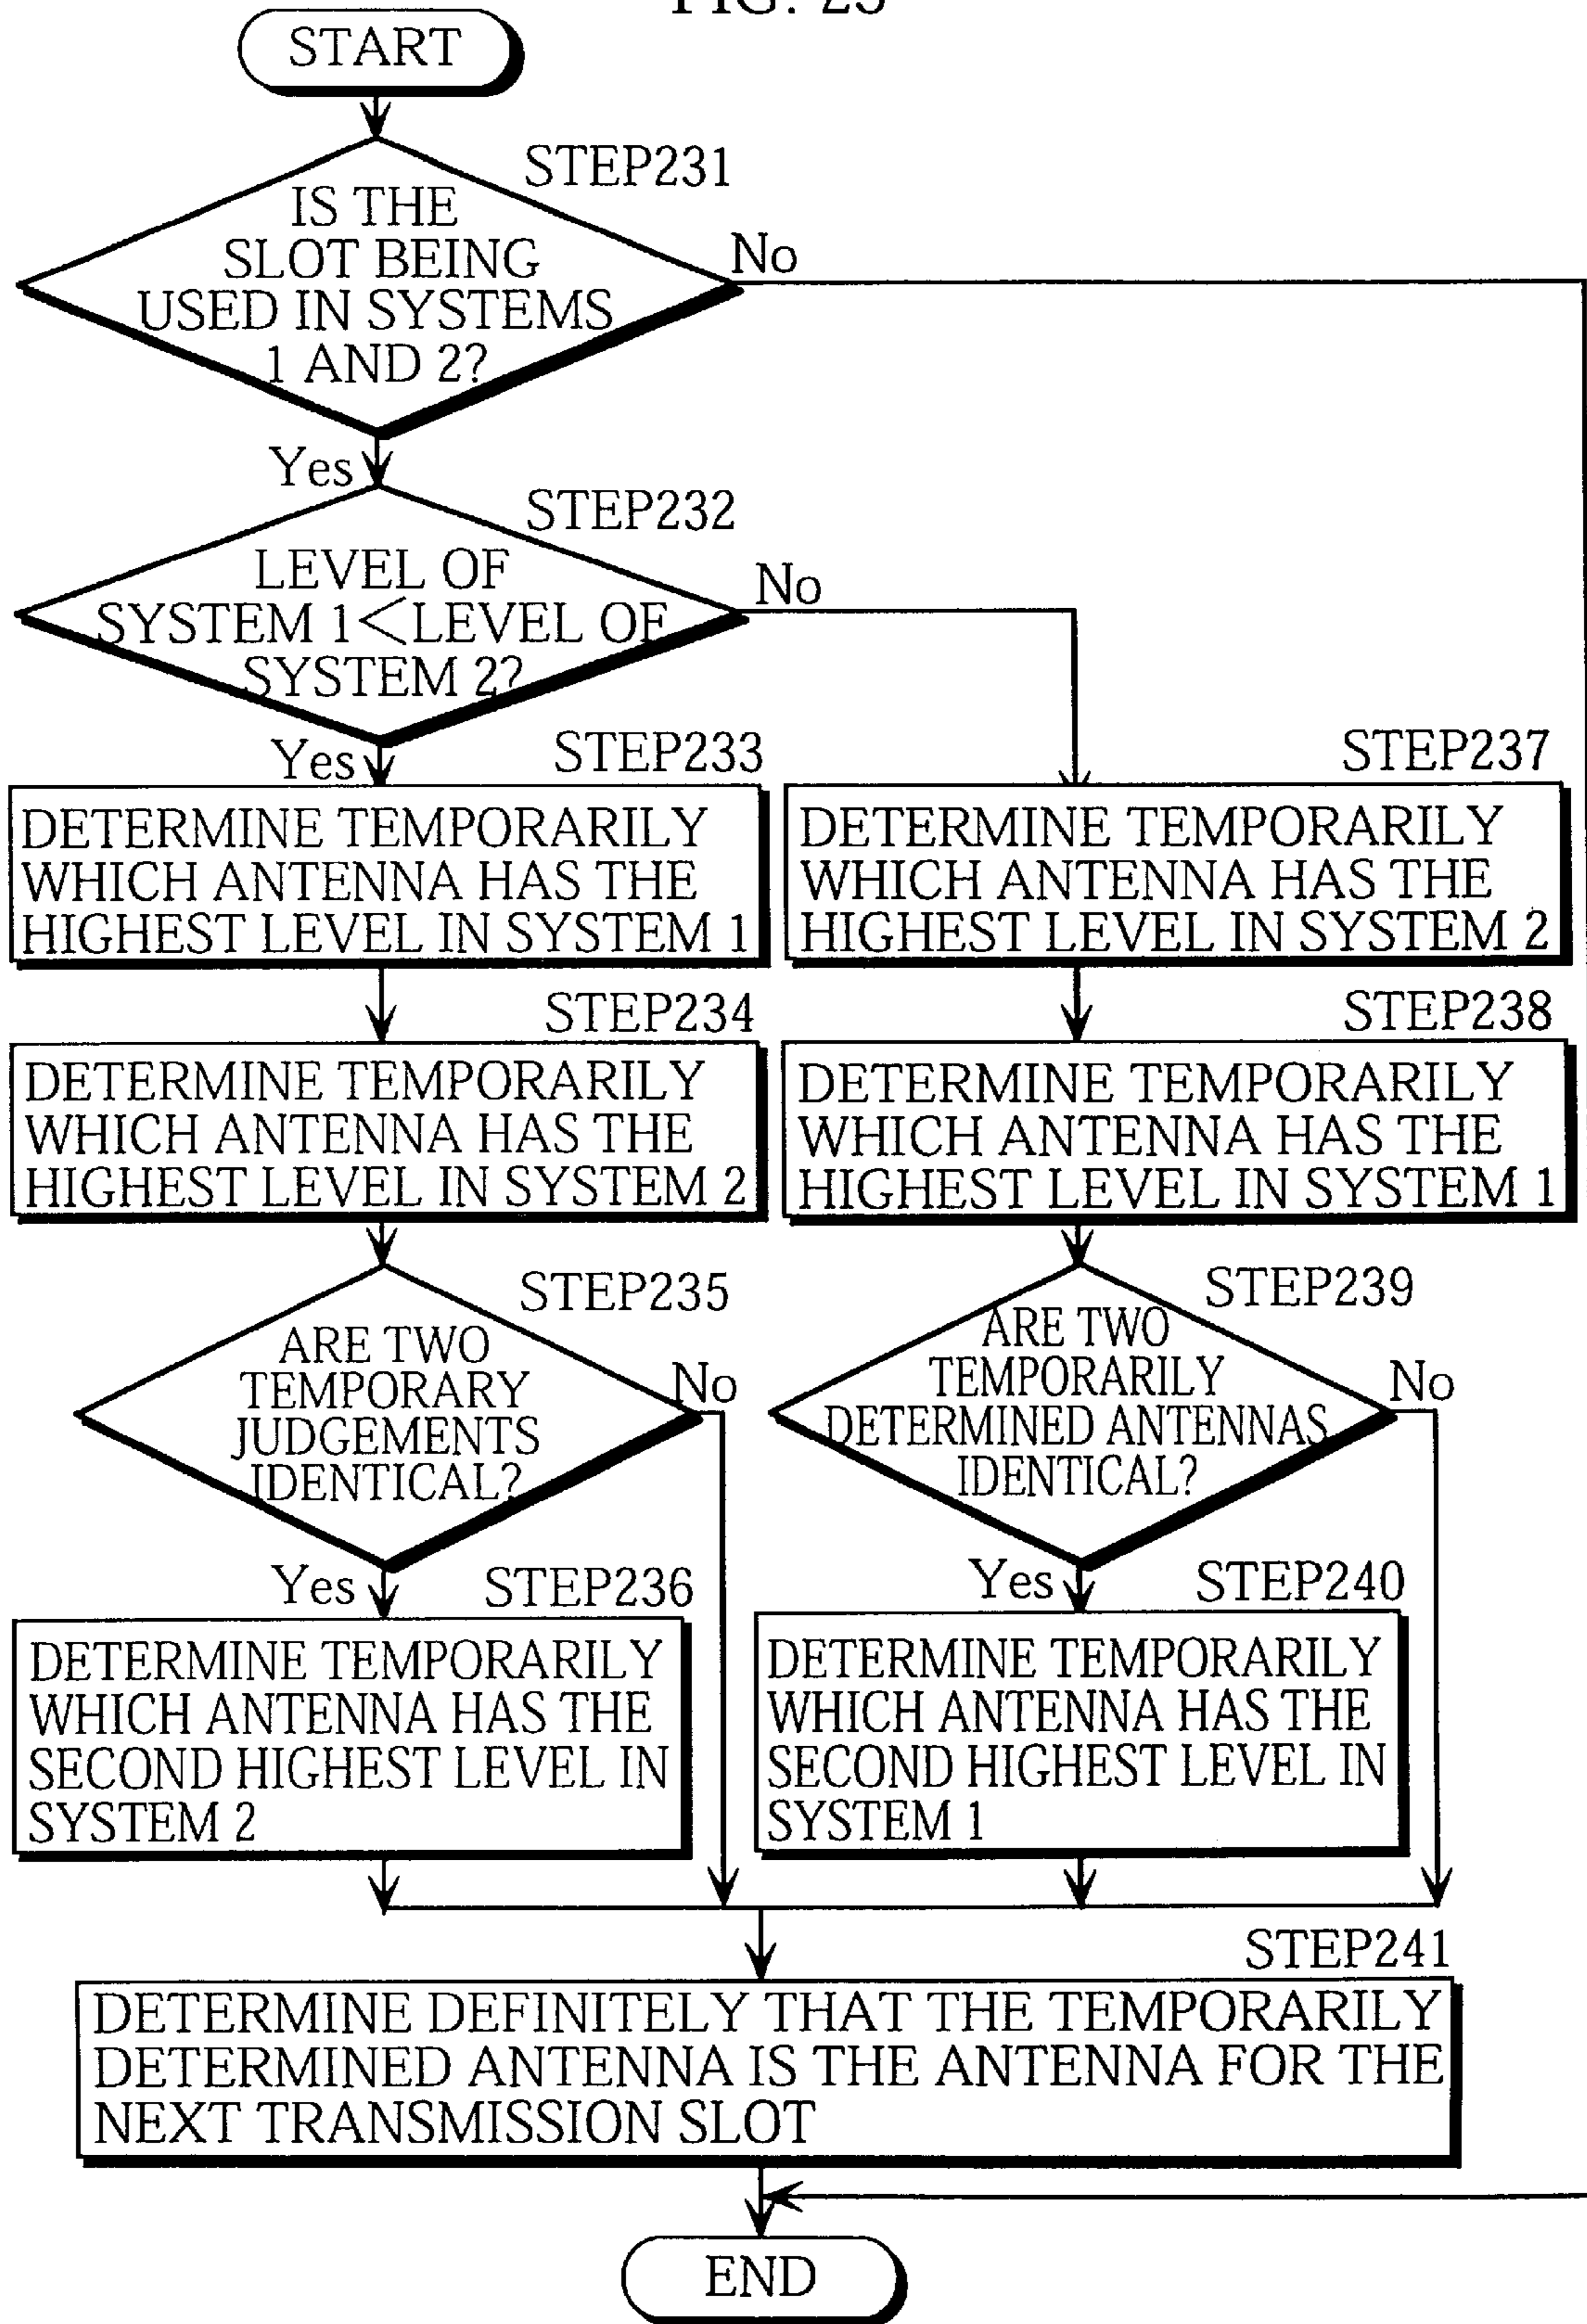 FIG. 23
START
STEP231
IS THE
SLOT BEING
USED IN SYSTEMS
1 AND 2?
No
Yes
STEP232
LEVEL OF
SYSTEM 1<LEVEL OF
SYSTEM 2?
No
Yes
STEP233
DETERMINE TEMPORARILY
WHICH ANTENNA HAS THE
HIGHEST LEVEL IN SYSTEM 1
STEP237
DETERMINE TEMPORARILY
WHICH ANTENNA HAS THE
HIGHEST LEVEL IN SYSTEM 2
STEP234
DETERMINE TEMPORARILY
WHICH ANTENNA HAS THE
HIGHEST LEVEL IN SYSTEM 2
STEP238
DETERMINE TEMPORARILY
WHICH ANTENNA HAS THE
HIGHEST LEVEL IN SYSTEM 1
STEP235
ARE TWO
TEMPORARY
JUDGEMENTS
IDENTICAL?
No
Yes
STEP239
ARE TWO
TEMPORARILY
DETERMINED ANTENNAS
IDENTICAL?
No
Yes
STEP236
DETERMINE TEMPORARILY
WHICH ANTENNA HAS THE
SECOND HIGHEST LEVEL IN
SYSTEM 2
STEP240
DETERMINE TEMPORARILY
WHICH ANTENNA HAS THE
SECOND HIGHEST LEVEL IN
SYSTEM 1
STEP241
DETERMINE DEFINITELY THAT THE TEMPORARILY
DETERMINED ANTENNA IS THE ANTENNA FOR THE
NEXT TRANSMISSION SLOT
END